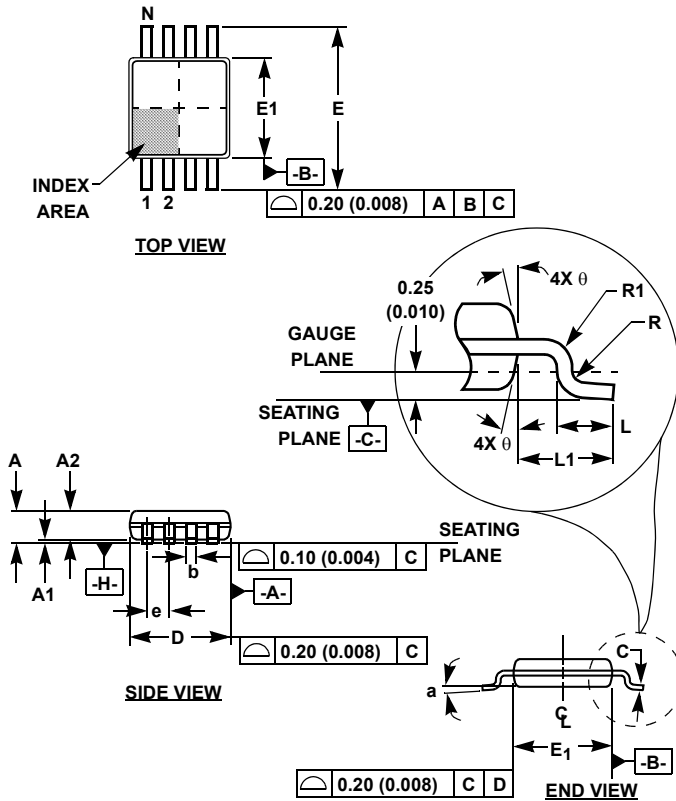 N
E1
E
-B-
INDEX
AREA
1 2
⌓ 0.20 (0.008) A B C
TOP VIEW
0.25
(0.010)
4X θ
R1
R
GAUGE
PLANE
SEATING
PLANE
-C-
4X θ
L
L1
A
A2
SEATING
PLANE
⌓ 0.10 (0.004) C
A1
-H-
b
-A-
e
D
⌓ 0.20 (0.008) C
SIDE VIEW
C
a
CL
E1
-B-
⌓ 0.20 (0.008) C D
END VIEW